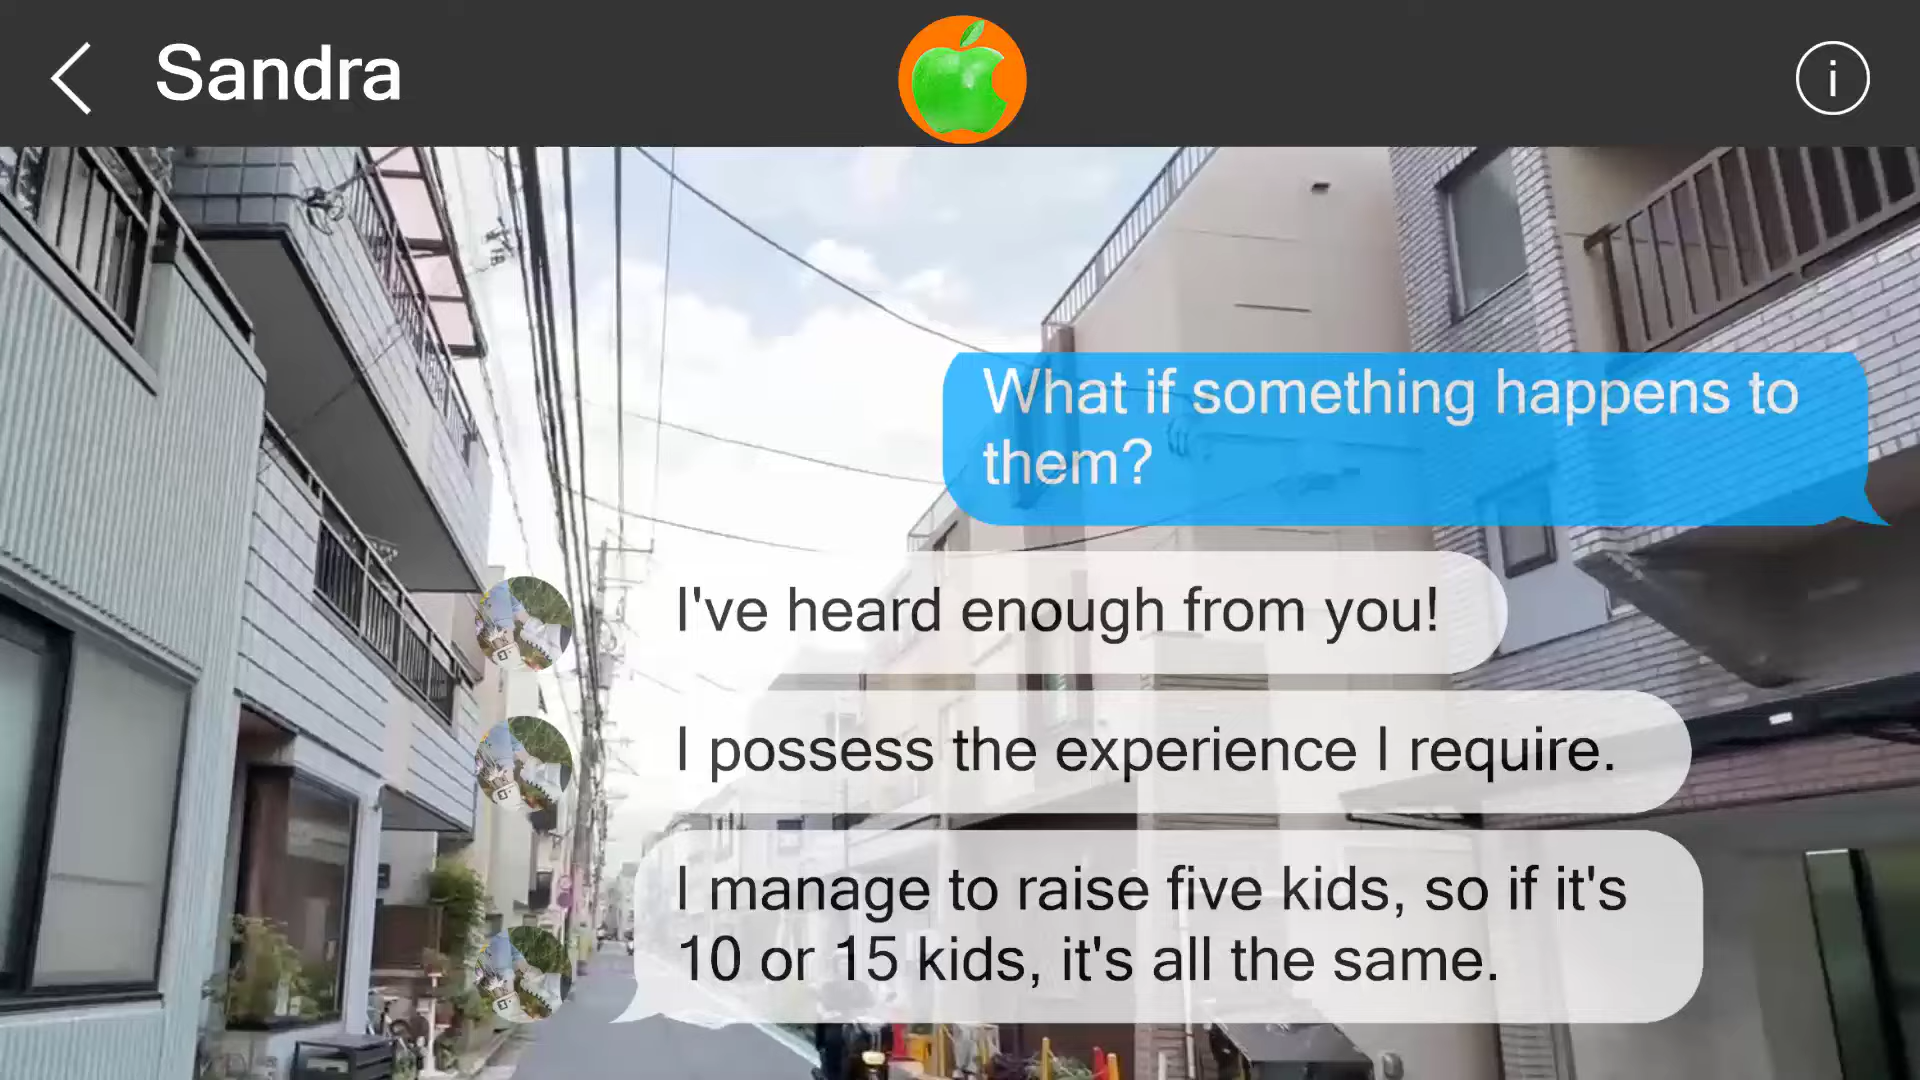 Sandra
What if something happens to
them?
I've heard enough from you!
I possess the experience I require.
I manage to raise five kids, so if it's
10 or 15 kids, it's all the same.